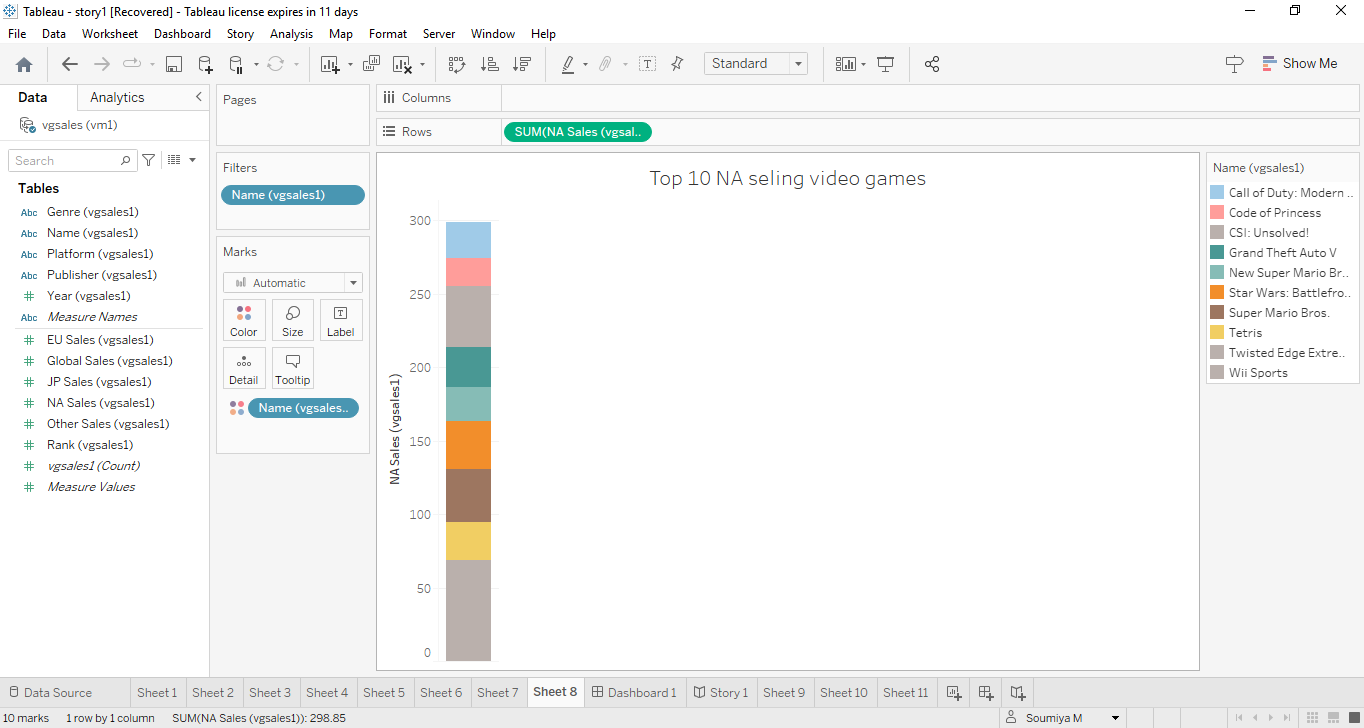 Tableau - story1 [Recovered] - Tableau license expires in 11 days
File Data Worksheet Dashboard Story Analysis Map Format Server Window Help
Standard
Show Me
Data Analytics
vgsales (vm1)
Search
Tables
Abc Genre (vgsales1)
Abc Name (vgsales1)
Abc Platform (vgsales1)
Abc Publisher (vgsales1)
# Year (vgsales1)
Abc Measure Names
# EU Sales (vgsales1)
# Global Sales (vgsales1)
# JP Sales (vgsales1)
# NA Sales (vgsales1)
# Other Sales (vgsales1)
# Rank (vgsales1)
# vgsales1 (Count)
# Measure Values
Pages
Filters
Name (vgsales1)
Marks
Automatic
Color Size Label
Detail Tooltip
Name (vgsales..
Columns
Rows SUM(NA Sales (vgsal..
Top 10 NA seling video games
NA Sales (vgsales1)
300
250
200
150
100
50
0
Name (vgsales1)
Call of Duty: Modern ..
Code of Princess
CSI: Unsolved!
Grand Theft Auto V
New Super Mario Br..
Star Wars: Battlefro..
Super Mario Bros.
Tetris
Twisted Edge Extre..
Wii Sports
Data Source Sheet 1 Sheet 2 Sheet 3 Sheet 4 Sheet 5 Sheet 6 Sheet 7 Sheet 8 Dashboard 1 Story 1 Sheet 9 Sheet 10 Sheet 11
10 marks 1 row by 1 column SUM(NA Sales (vgsales1)): 298.85 Soumiya M